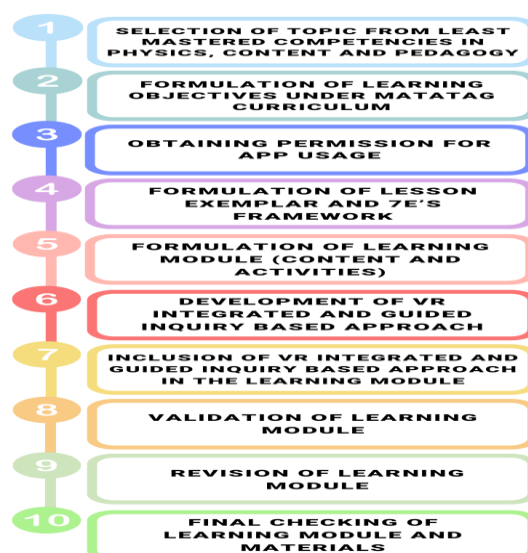 1
SELECTION OF TOPIC FROM LEAST
MASTERED COMPETENCIES IN
PHYSICS, CONTENT AND PEDAGOGY
2
FORMULATION OF LEARNING
OBJECTIVES UNDER MATATAG
CURRICULUM
3
OBTAINING PERMISSION FOR
APP USAGE
4
FORMULATION OF LESSON
EXEMPLAR AND 7E'S
FRAMEWORK
5
FORMULATION OF LEARNING
MODULE (CONTENT AND
ACTIVITIES)
6
DEVELOPMENT OF VR
INTEGRATED AND GUIDED
INQUIRY BASED APPROACH
7
INCLUSION OF VR INTEGRATED AND
GUIDED INQUIRY BASED APPROACH
IN THE LEARNING MODULE
8
VALIDATION OF LEARNING
MODULE
9
REVISION OF LEARNING
MODULE
10
FINAL CHECKING OF
LEARNING MODULE AND
MATERIALS